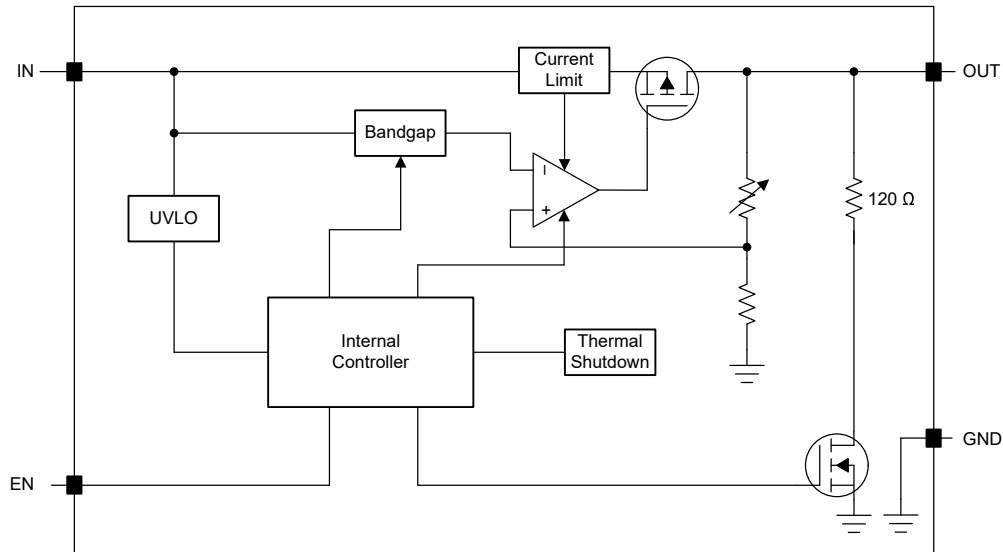 IN
Current
Limit
OUT
Bandgap
–
+
120 Ω
UVLO
Internal
Controller
Thermal
Shutdown
GND
EN